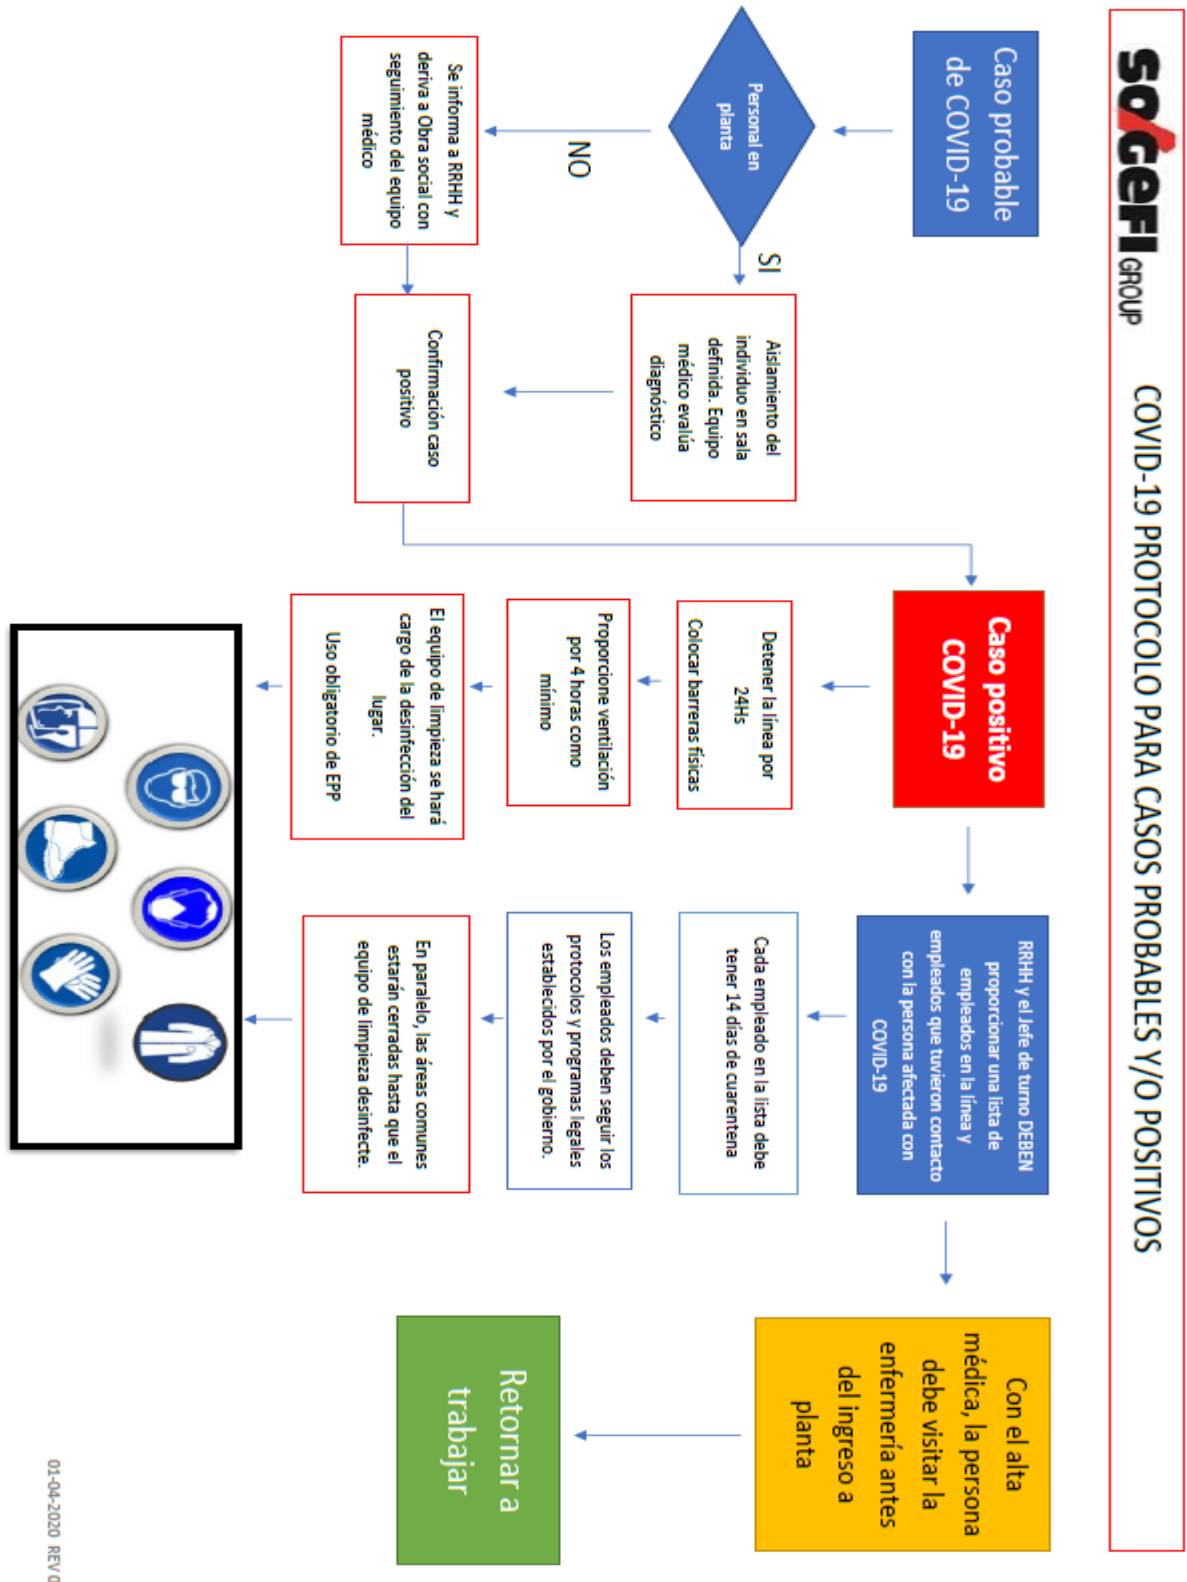 SOGEFI GROUP
COVID-19 PROTOCOLO PARA CASOS PROBABLES Y/O POSITIVOS
Caso probable
de COVID-19
Personal en
planta
SI
NO
Se informa a RRHH y
deriva a Obra social con
seguimiento del equipo
médico
Aislamiento del
individuo en sala
definida. Equipo
médico evalúa
diagnóstico
Confirmación caso
positivo
Caso positivo
COVID-19
Detener la línea por
24Hs
Colocar barreras físicas
Proporcione ventilación
por 4 horas como
mínimo
El equipo de limpieza se hará
cargo de la desinfección del
lugar.
Uso obligatorio de EPP
RRHH y el Jefe de turno DEBEN
proporcionar una lista de
empleados en la línea y
empleados que tuvieron contacto
con la persona afectada con
COVID-19
Cada empleado en la lista debe
tener 14 días de cuarentena
Los empleados deben seguir los
protocolos y programas legales
establecidos por el gobierno.
En paralelo, las áreas comunes
estarán cerradas hasta que el
equipo de limpieza desinfecte.
Con el alta
médica, la persona
debe visitar la
enfermería antes
del ingreso a
planta
Retornar a
trabajar
01-04-2020 REV 0